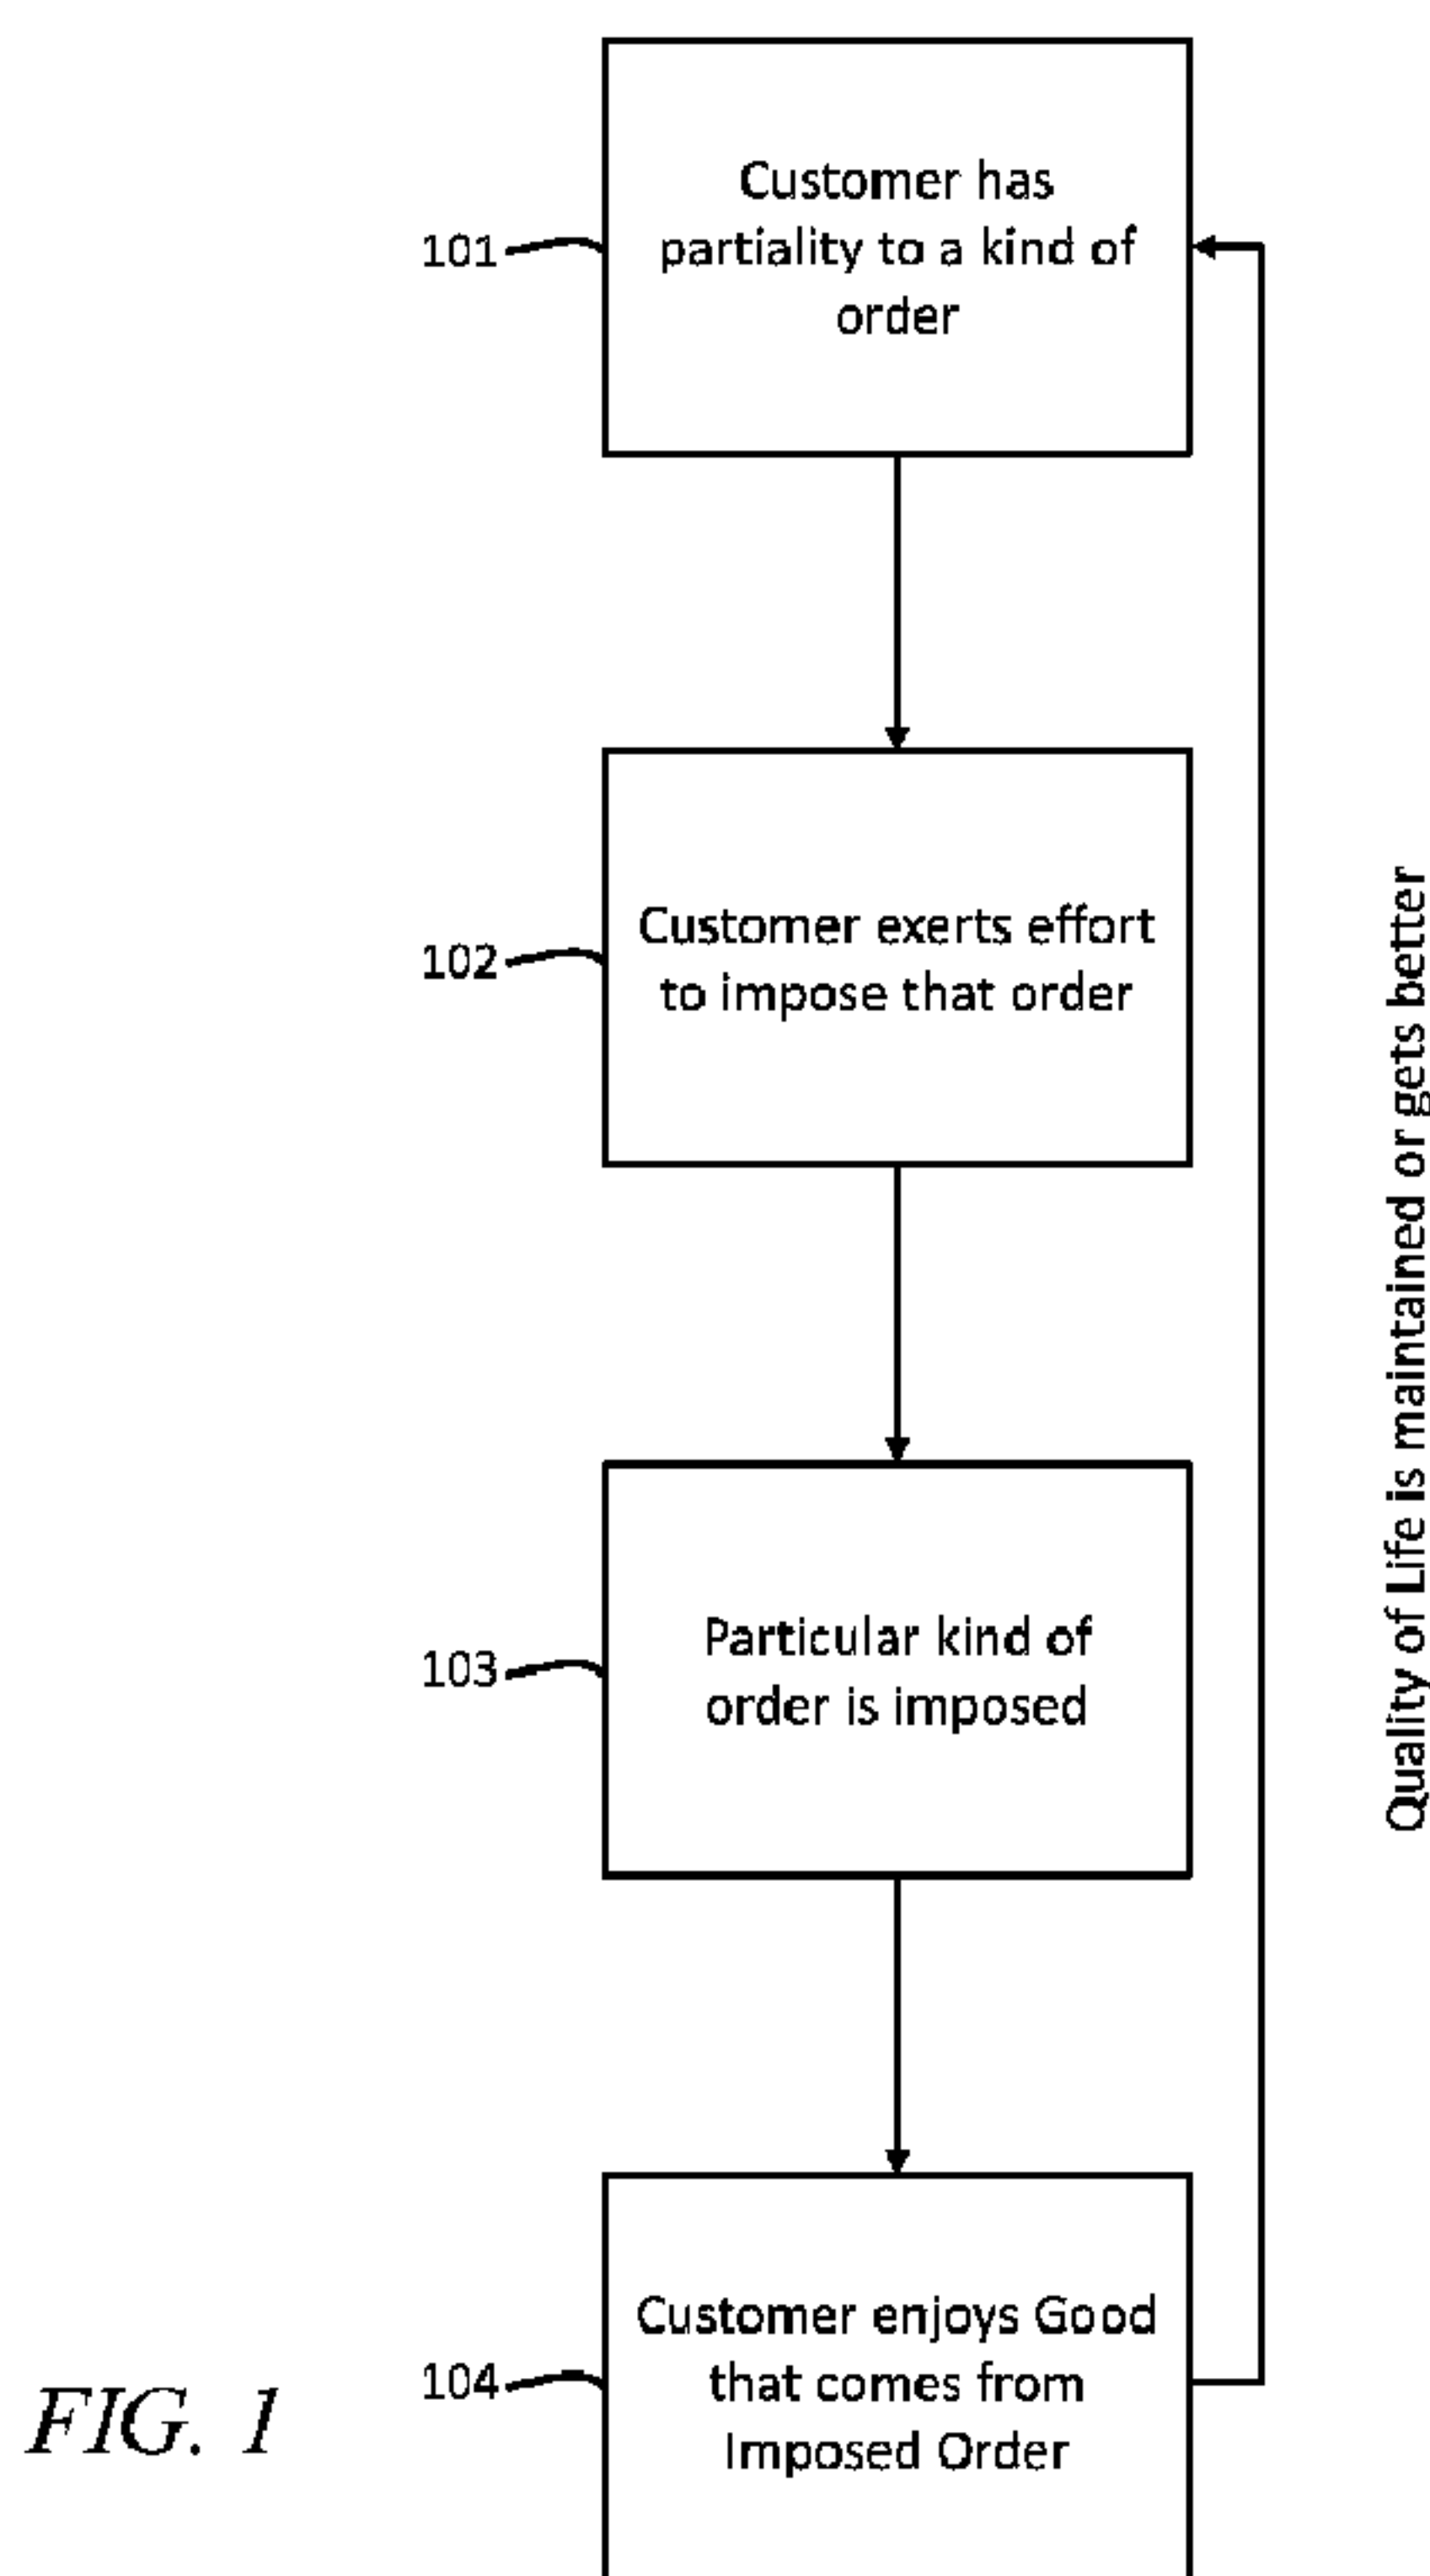 Customer has
partiality to a kind of
order
101
Customer exerts effort
to impose that order
102
Particular kind of
order is imposed
103
Customer enjoys Good
that comes from
Imposed Order
104
Quality of Life is maintained or gets better
FIG. 1